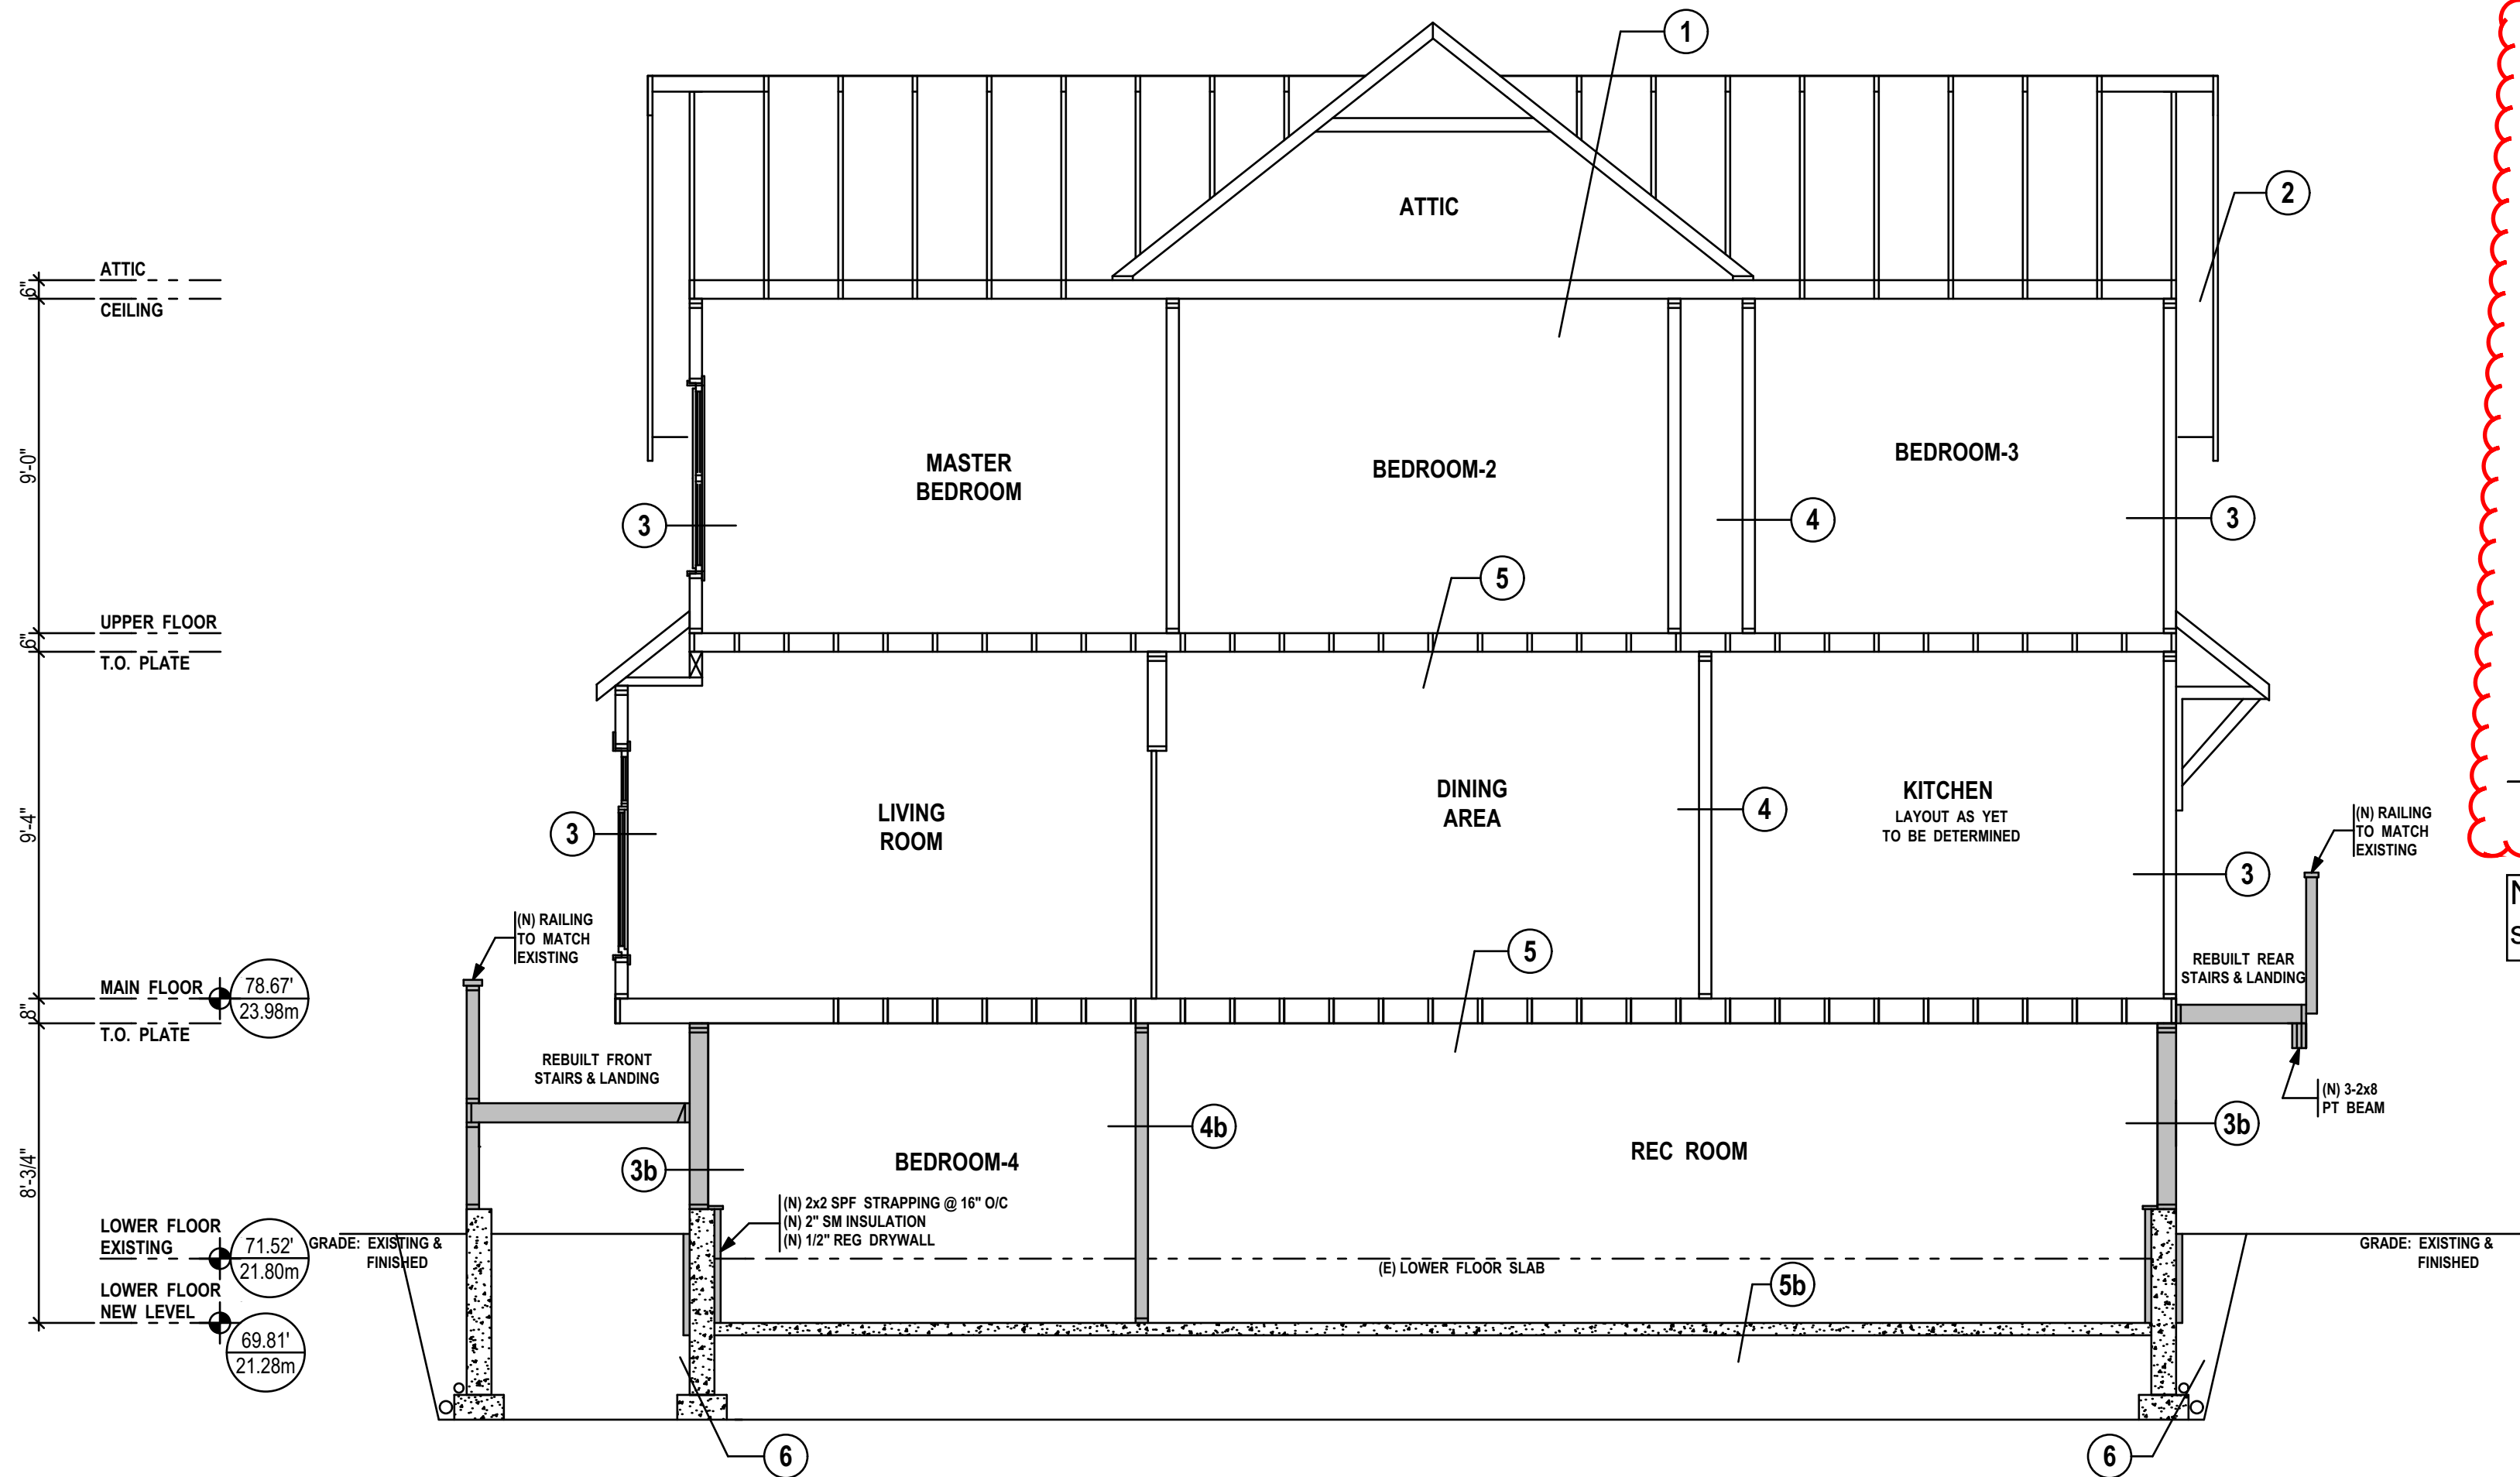 1
2
ATTIC
ATTIC
6"
CEILING
9'-0"
MASTER
BEDROOM
BEDROOM-2
BEDROOM-3
3
4
3
5
UPPER FLOOR
6"
T.O. PLATE
9'-4"
LIVING
ROOM
DINING
AREA
KITCHEN
LAYOUT AS YET
TO BE DETERMINED
3
4
3
(N) RAILING
TO MATCH
EXISTING
(N) RAILING
TO MATCH
EXISTING
5
REBUILT REAR
STAIRS & LANDING
MAIN FLOOR
78.67'
23.98m
8"
T.O. PLATE
REBUILT FRONT
STAIRS & LANDING
(N) 3-2x8
PT BEAM
8'-3/4"
3b
BEDROOM-4
4b
REC ROOM
3b
(N) 2x2 SPF STRAPPING @ 16" O/C
(N) 2" SM INSULATION
(N) 1/2" REG DRYWALL
LOWER FLOOR
EXISTING
71.52'
21.80m
GRADE: EXISTING &
FINISHED
(E) LOWER FLOOR SLAB
GRADE: EXISTING &
FINISHED
LOWER FLOOR
NEW LEVEL
69.81'
21.28m
5b
6
6